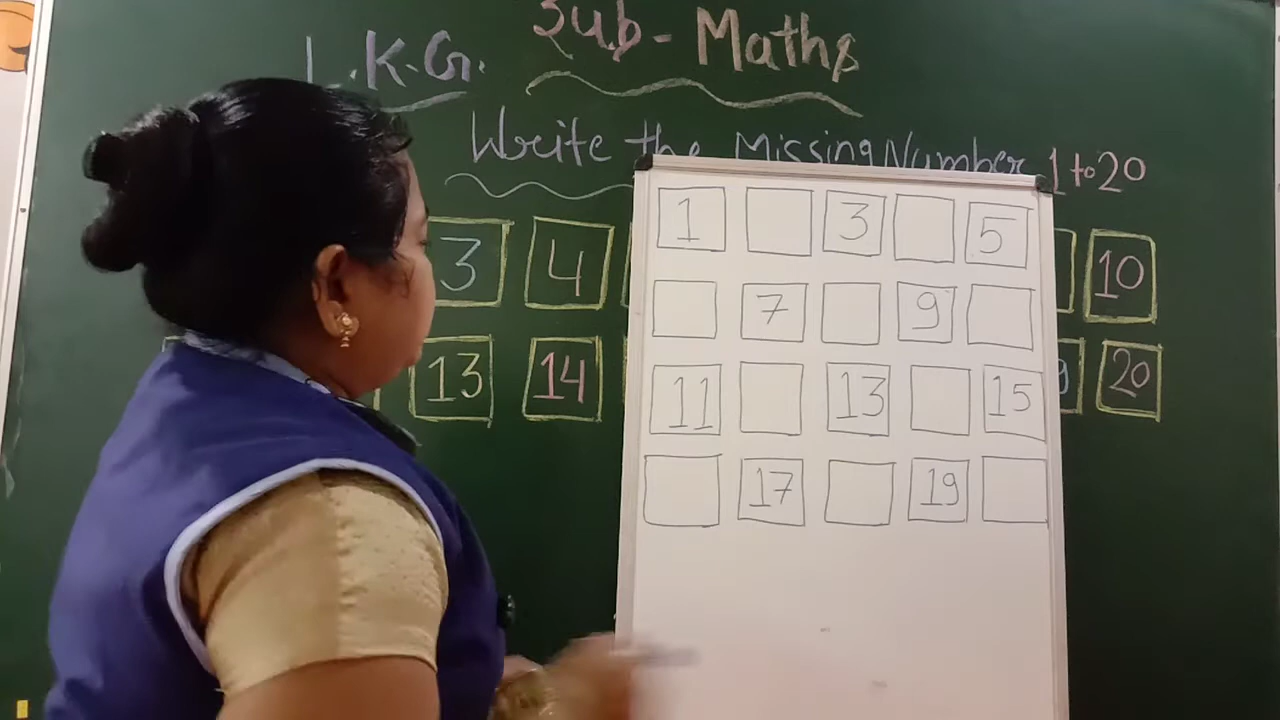 L.K.G. Sub - Maths
Write the Missing Number 1 to 20
3 4 10
13 14 9 20
1 3 5
7 9
11 13 15
17 19